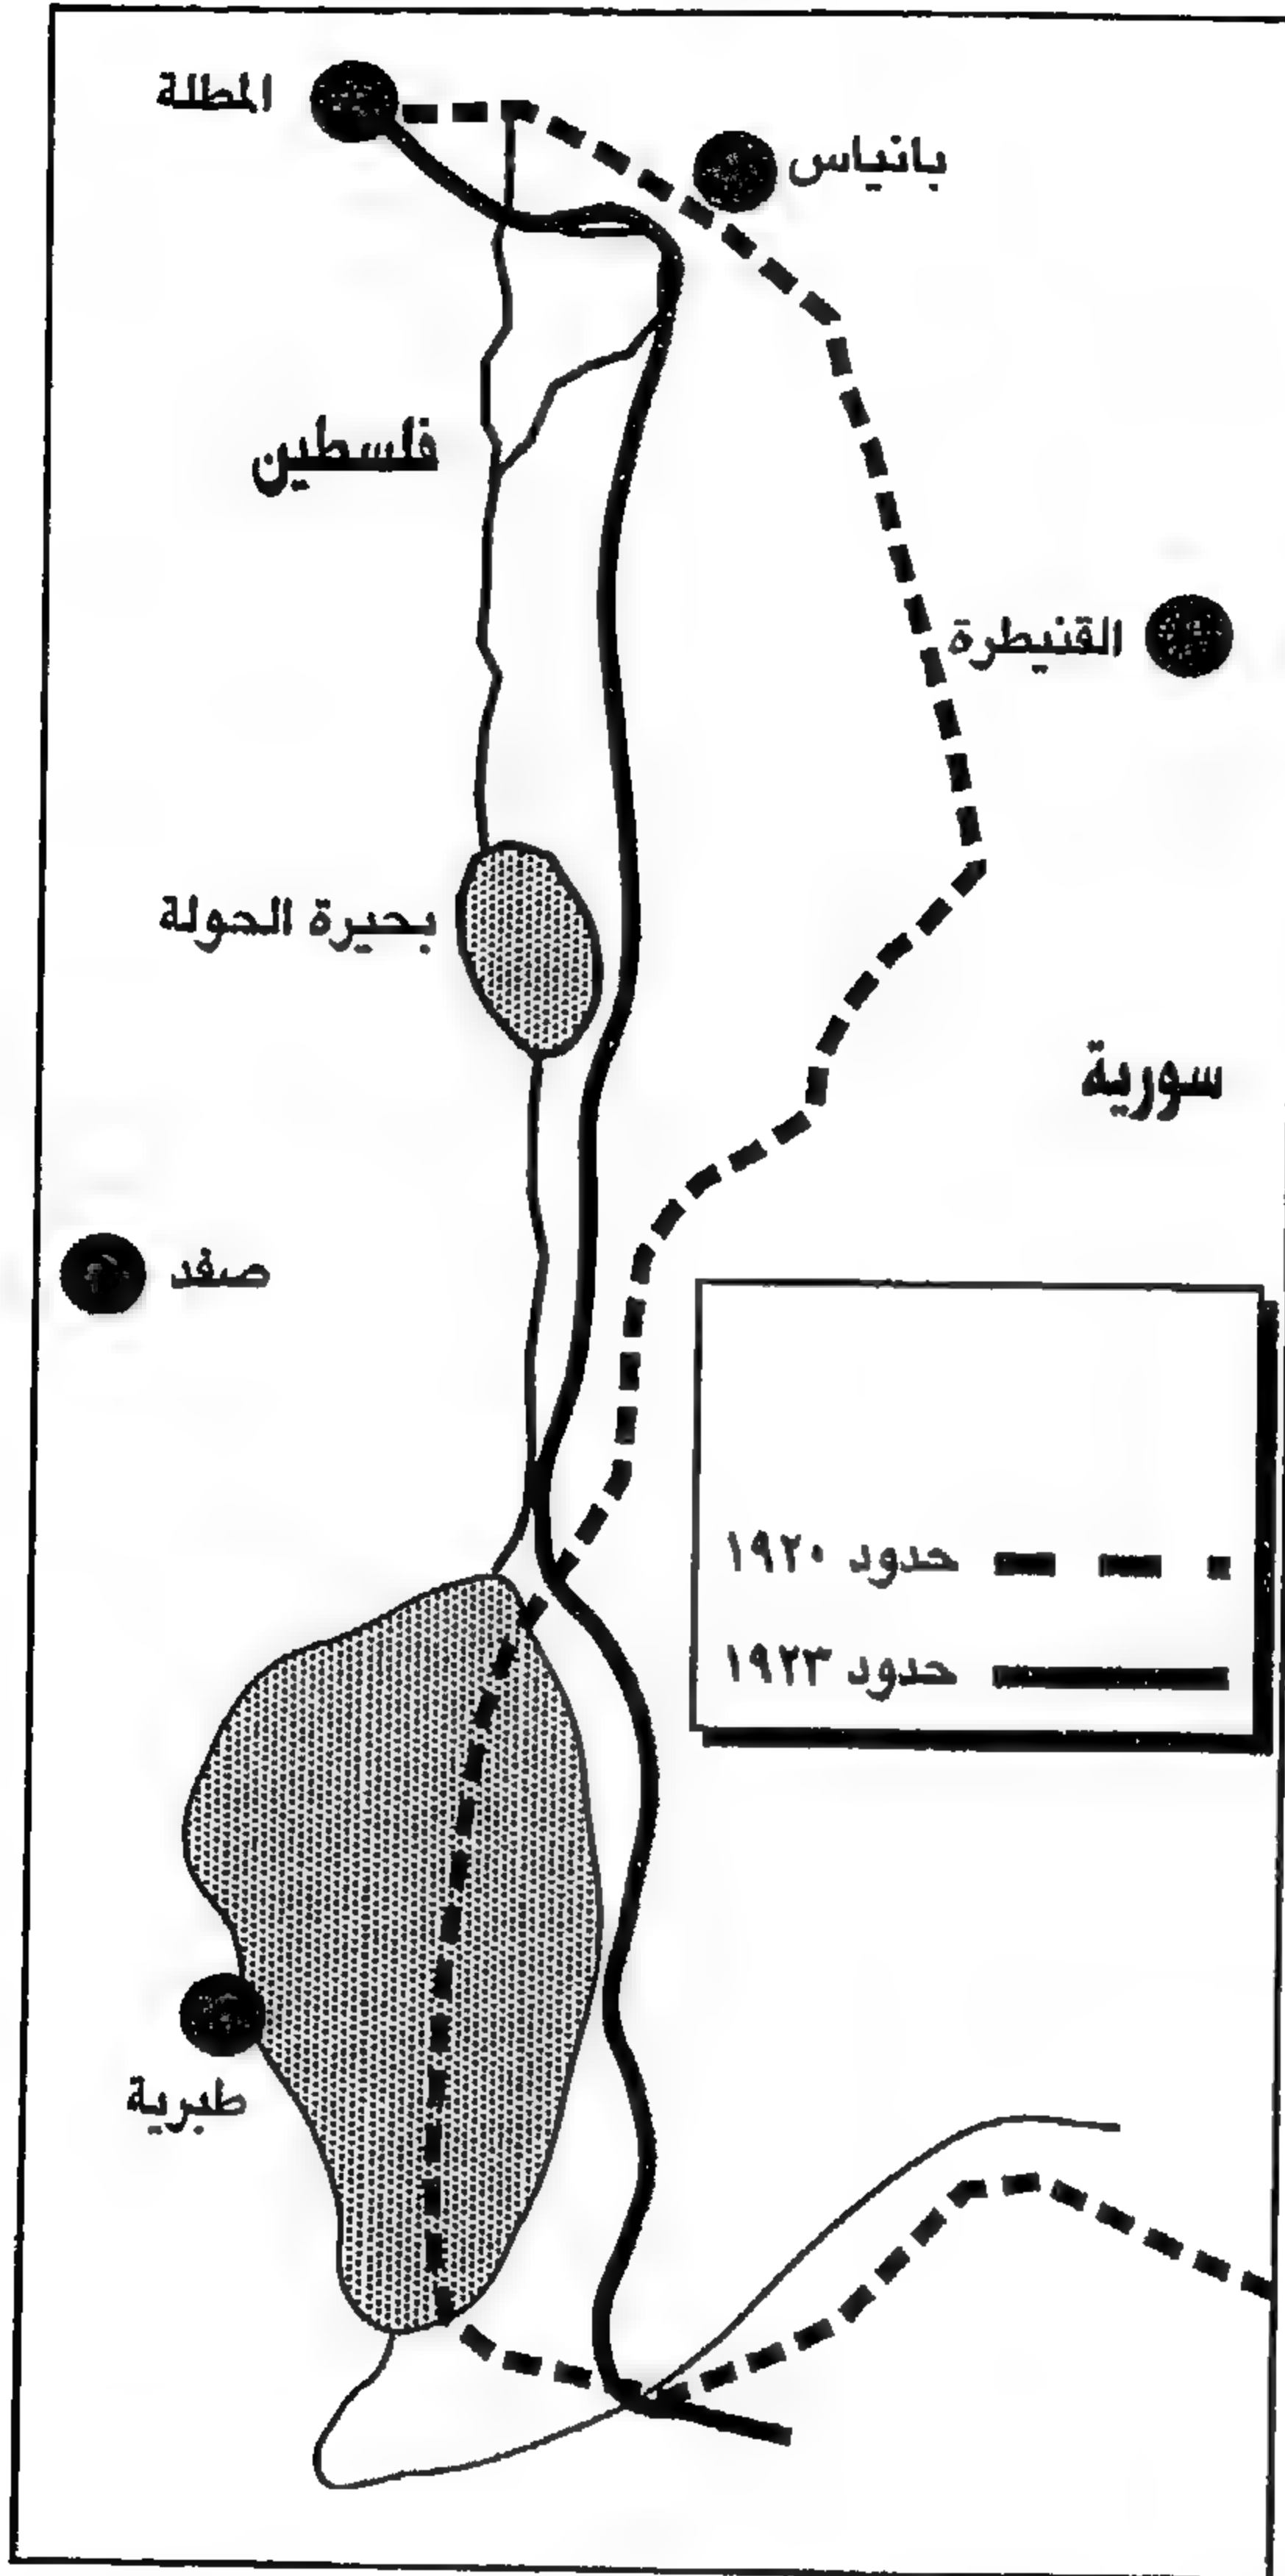 المطلة
بانياس
فلسطين
القنيطرة
بحيرة الحولة
سورية
صفد
حدود ١٩٢٠
حدود ١٩٢٣
طبرية